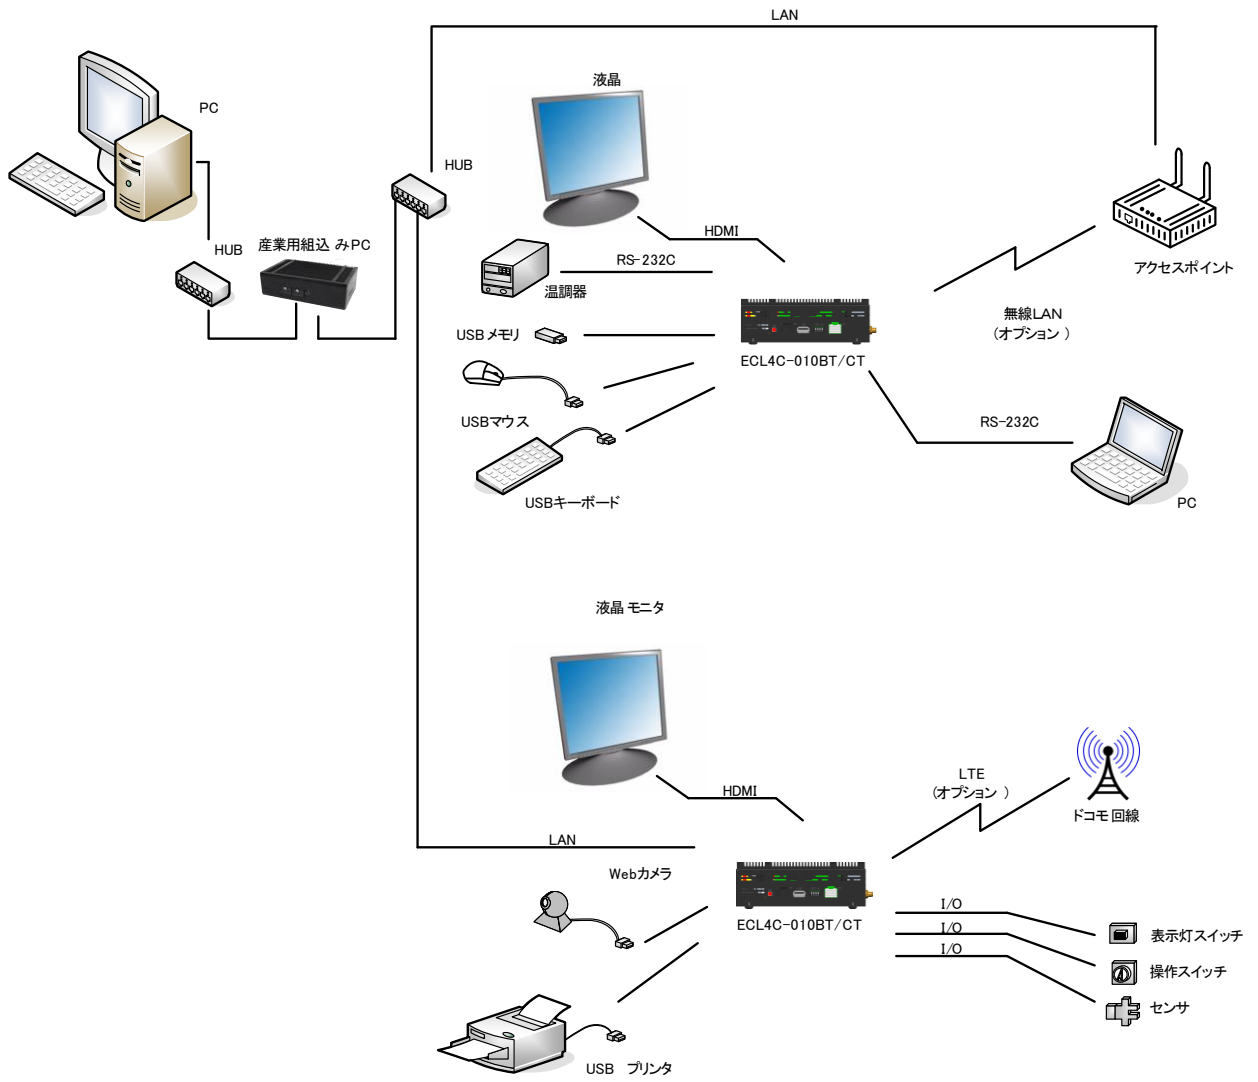 LAN
液晶
PC
HUB
HDMI
HUB
産業用組込 みPC
RS-232C
アクセスポイント
温調器
無線LAN
(オプション )
USB メモリ
ECL4C-010BT/CT
USBマウス
RS-232C
USBキーボード
PC
液晶 モニタ
LTE
(オプション )
HDMI
ドコモ 回線
LAN
Webカメラ
ECL4C-010BT/CT
I/O
I/O
I/O
表示灯スイッチ
操作スイッチ
センサ
USB プリンタ